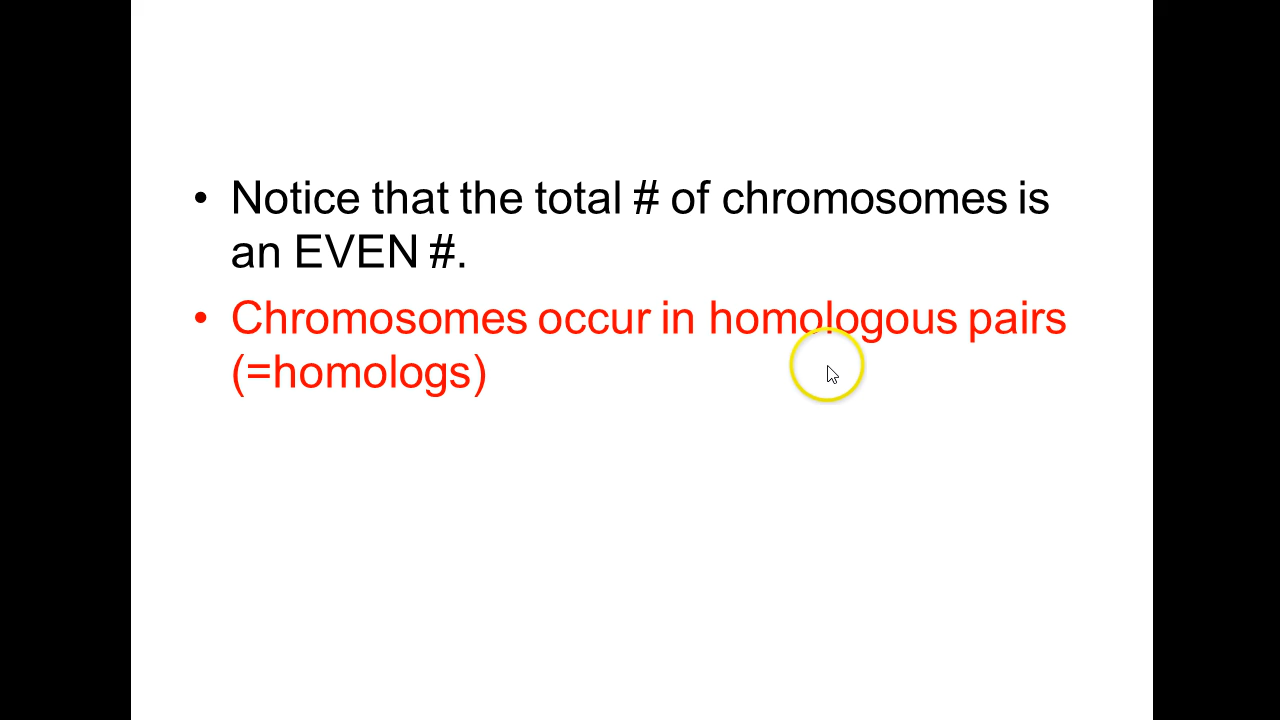 • Notice that the total # of chromosomes is
an EVEN #.
• Chromosomes occur in homologous pairs
(=homologs)